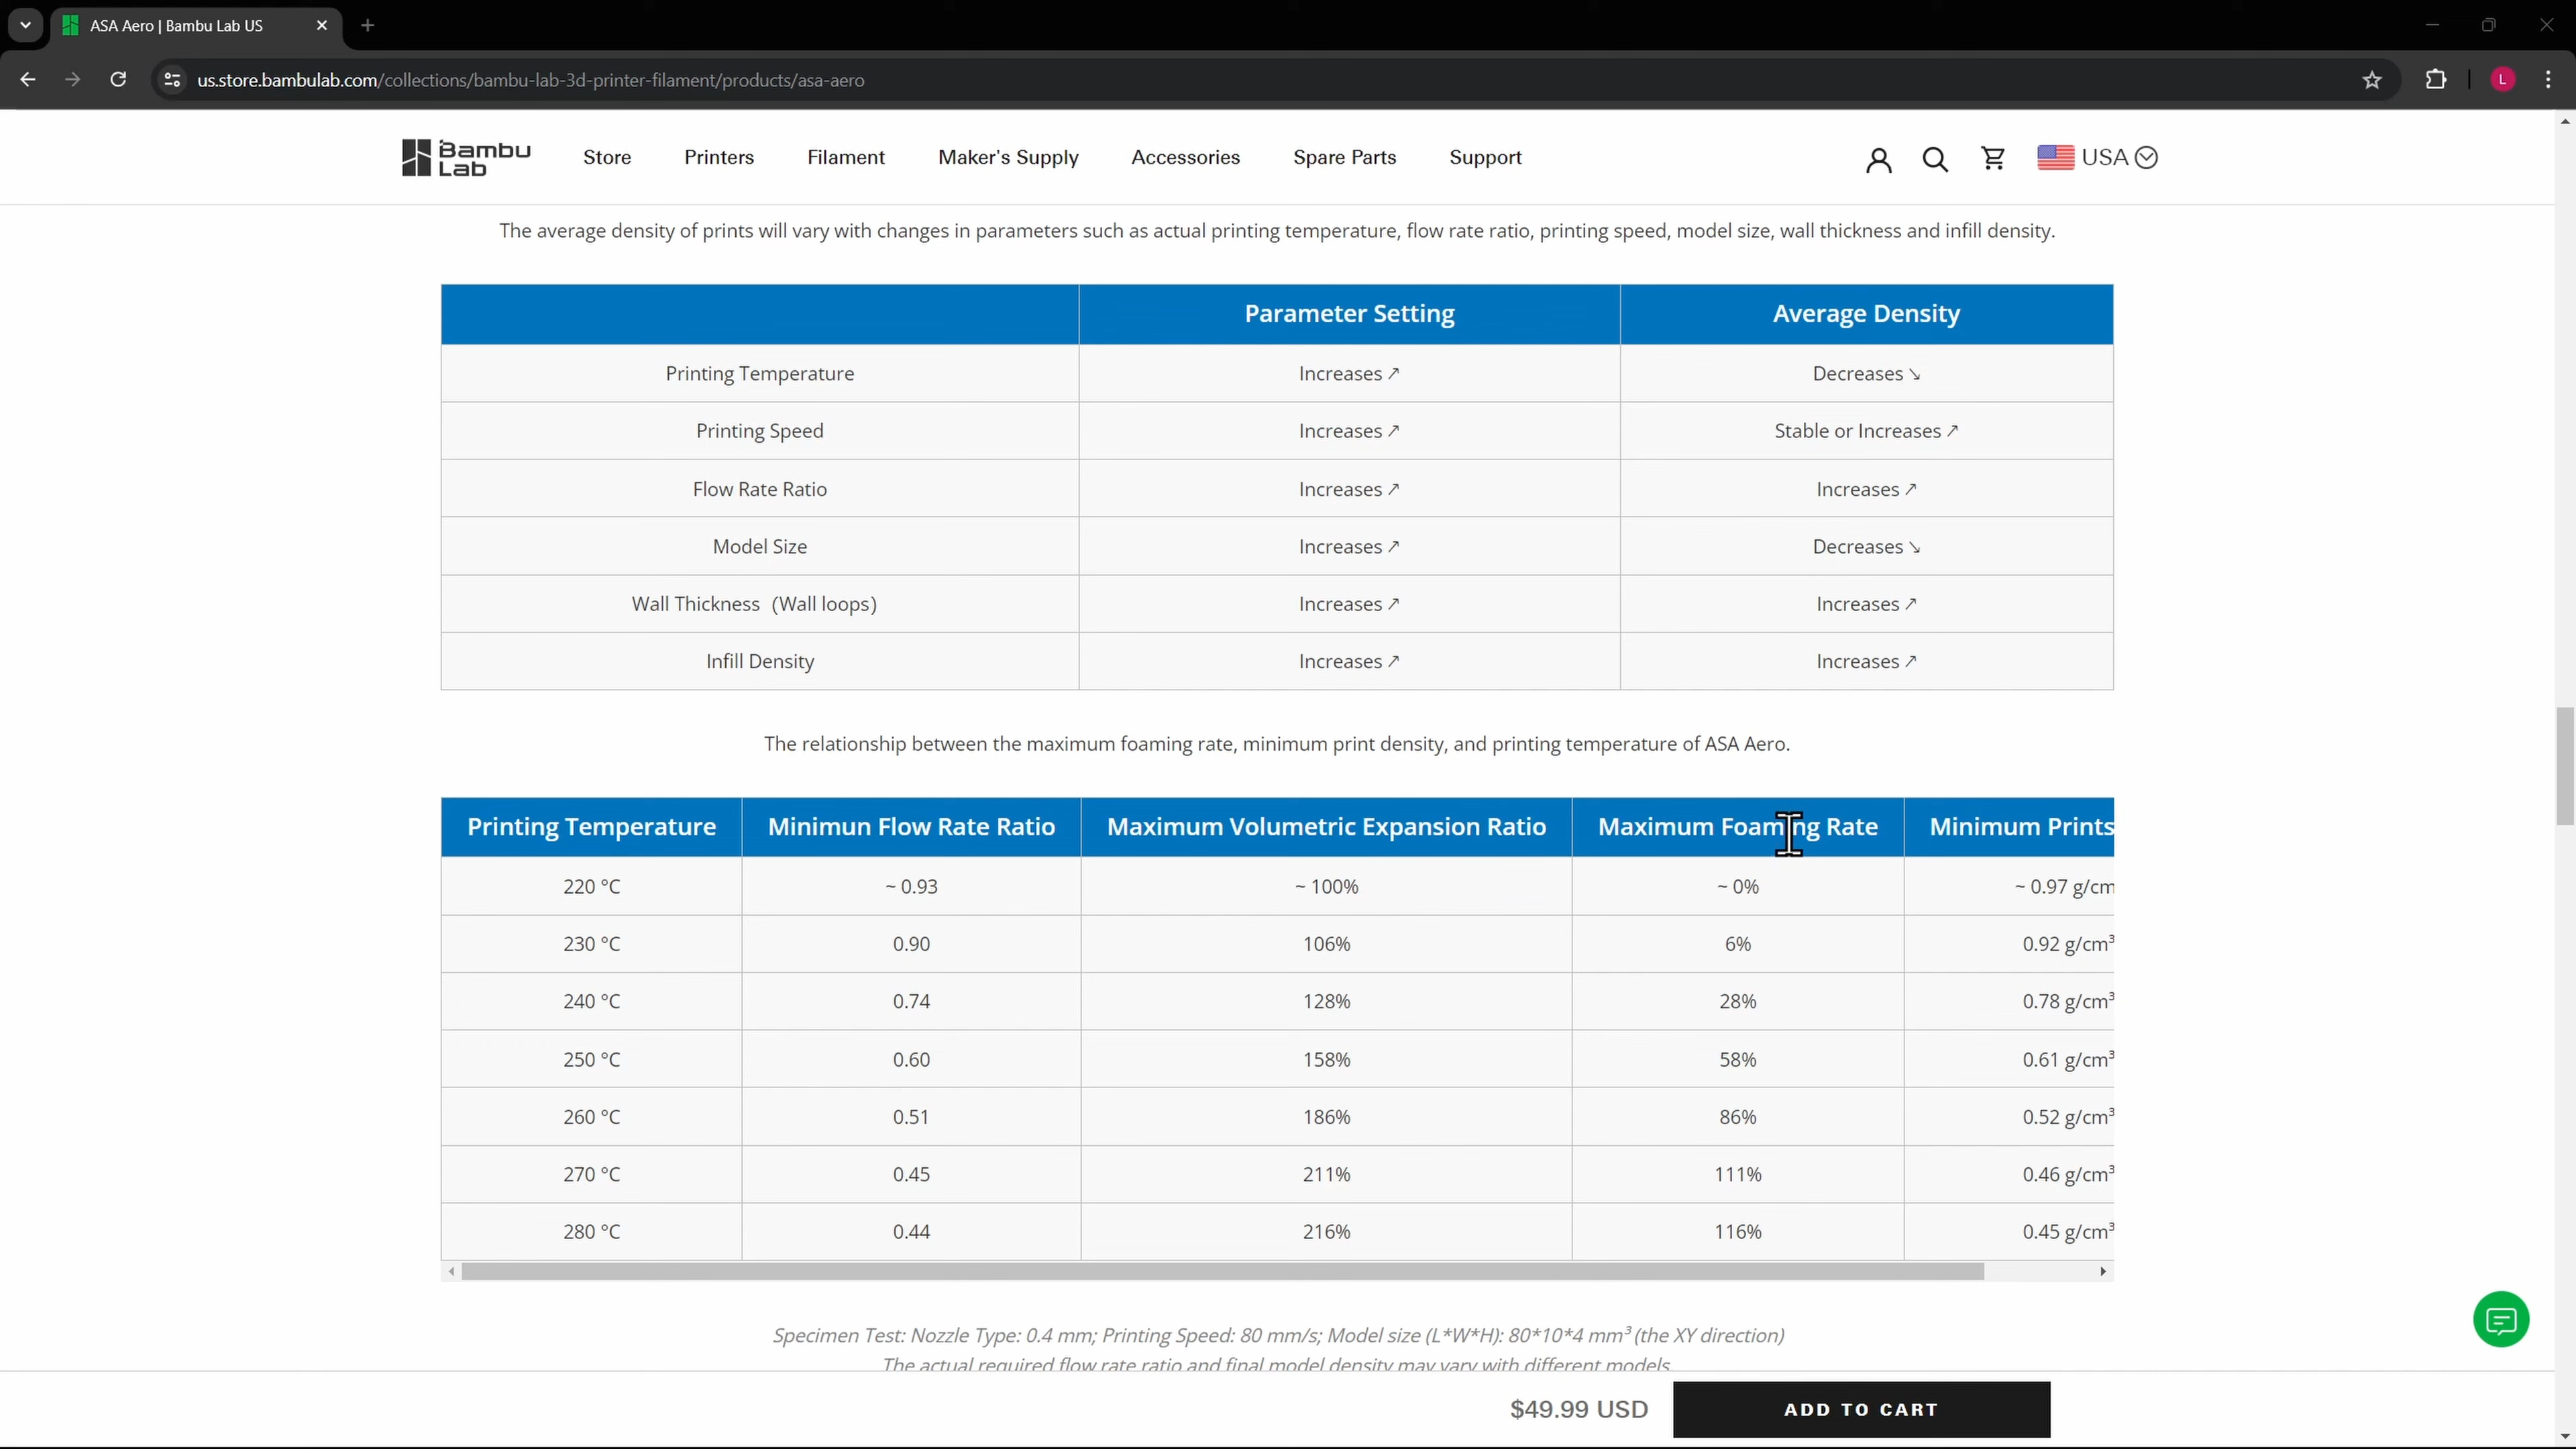 ASA Aero | Bambu Lab US
us.store.bambulab.com/collections/bambu-lab-3d-printer-filament/products/asa-aero
L
Bambu Lab
Store Printers Filament Maker's Supply Accessories Spare Parts Support USA
The average density of prints will vary with changes in parameters such as actual printing temperature, flow rate ratio, printing speed, model size, wall thickness and infill density.
Parameter Setting Average Density
Printing Temperature Increases ↗ Decreases ↘
Printing Speed Increases ↗ Stable or Increases ↗
Flow Rate Ratio Increases ↗ Increases ↗
Model Size Increases ↗ Decreases ↘
Wall Thickness (Wall loops) Increases ↗ Increases ↗
Infill Density Increases ↗ Increases ↗
The relationship between the maximum foaming rate, minimum print density, and printing temperature of ASA Aero.
Printing Temperature Minimun Flow Rate Ratio Maximum Volumetric Expansion Ratio Maximum Foaming Rate Minimum Prints
220 °C ~ 0.93 ~ 100% ~ 0% ~ 0.97 g/cm
230 °C 0.90 106% 6% 0.92 g/cm³
240 °C 0.74 128% 28% 0.78 g/cm³
250 °C 0.60 158% 58% 0.61 g/cm³
260 °C 0.51 186% 86% 0.52 g/cm³
270 °C 0.45 211% 111% 0.46 g/cm³
280 °C 0.44 216% 116% 0.45 g/cm³
Specimen Test: Nozzle Type: 0.4 mm; Printing Speed: 80 mm/s; Model size (L*W*H): 80*10*4 mm³ (the XY direction)
The actual required flow rate ratio and final model density may vary with different models.
$49.99 USD ADD TO CART